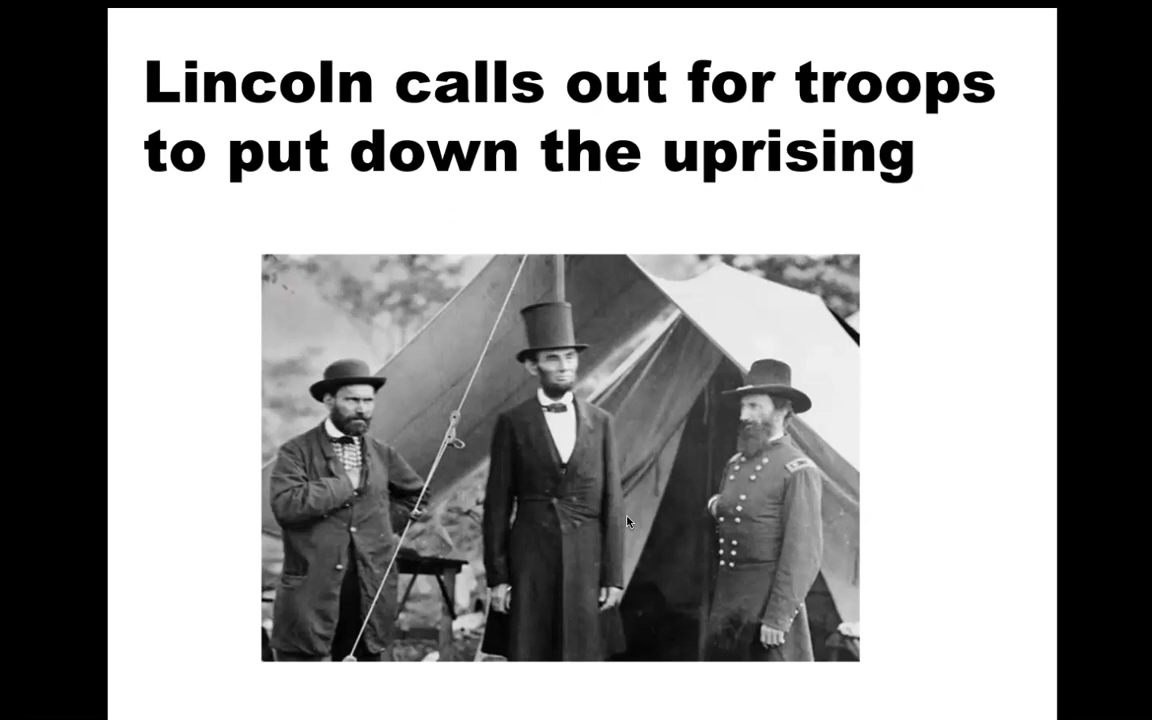 Lincoln calls out for troops
to put down the uprising